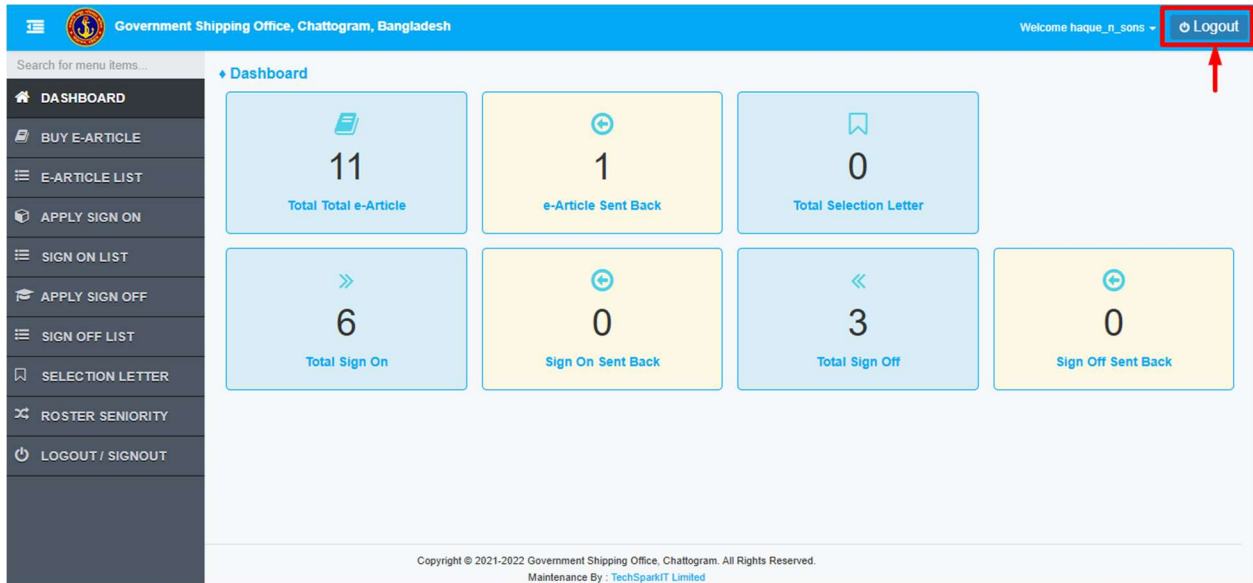 Government Shipping Office, Chattogram, Bangladesh
Welcome haque_n_sons
Logout
Search for menu items...
DASHBOARD
BUY E-ARTICLE
E-ARTICLE LIST
APPLY SIGN ON
SIGN ON LIST
APPLY SIGN OFF
SIGN OFF LIST
SELECTION LETTER
ROSTER SENIORITY
LOGOUT / SIGNOUT
♦ Dashboard
11
Total Total e-Article
1
e-Article Sent Back
0
Total Selection Letter
6
Total Sign On
0
Sign On Sent Back
3
Total Sign Off
0
Sign Off Sent Back
Copyright © 2021-2022 Government Shipping Office, Chattogram. All Rights Reserved.
Maintenance By : TechSparkIT Limited